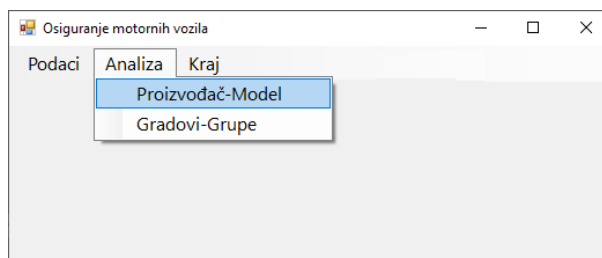 Osiguranje motornih vozila
Podaci Analiza Kraj
Proizvođač-Model
Gradovi-Grupe